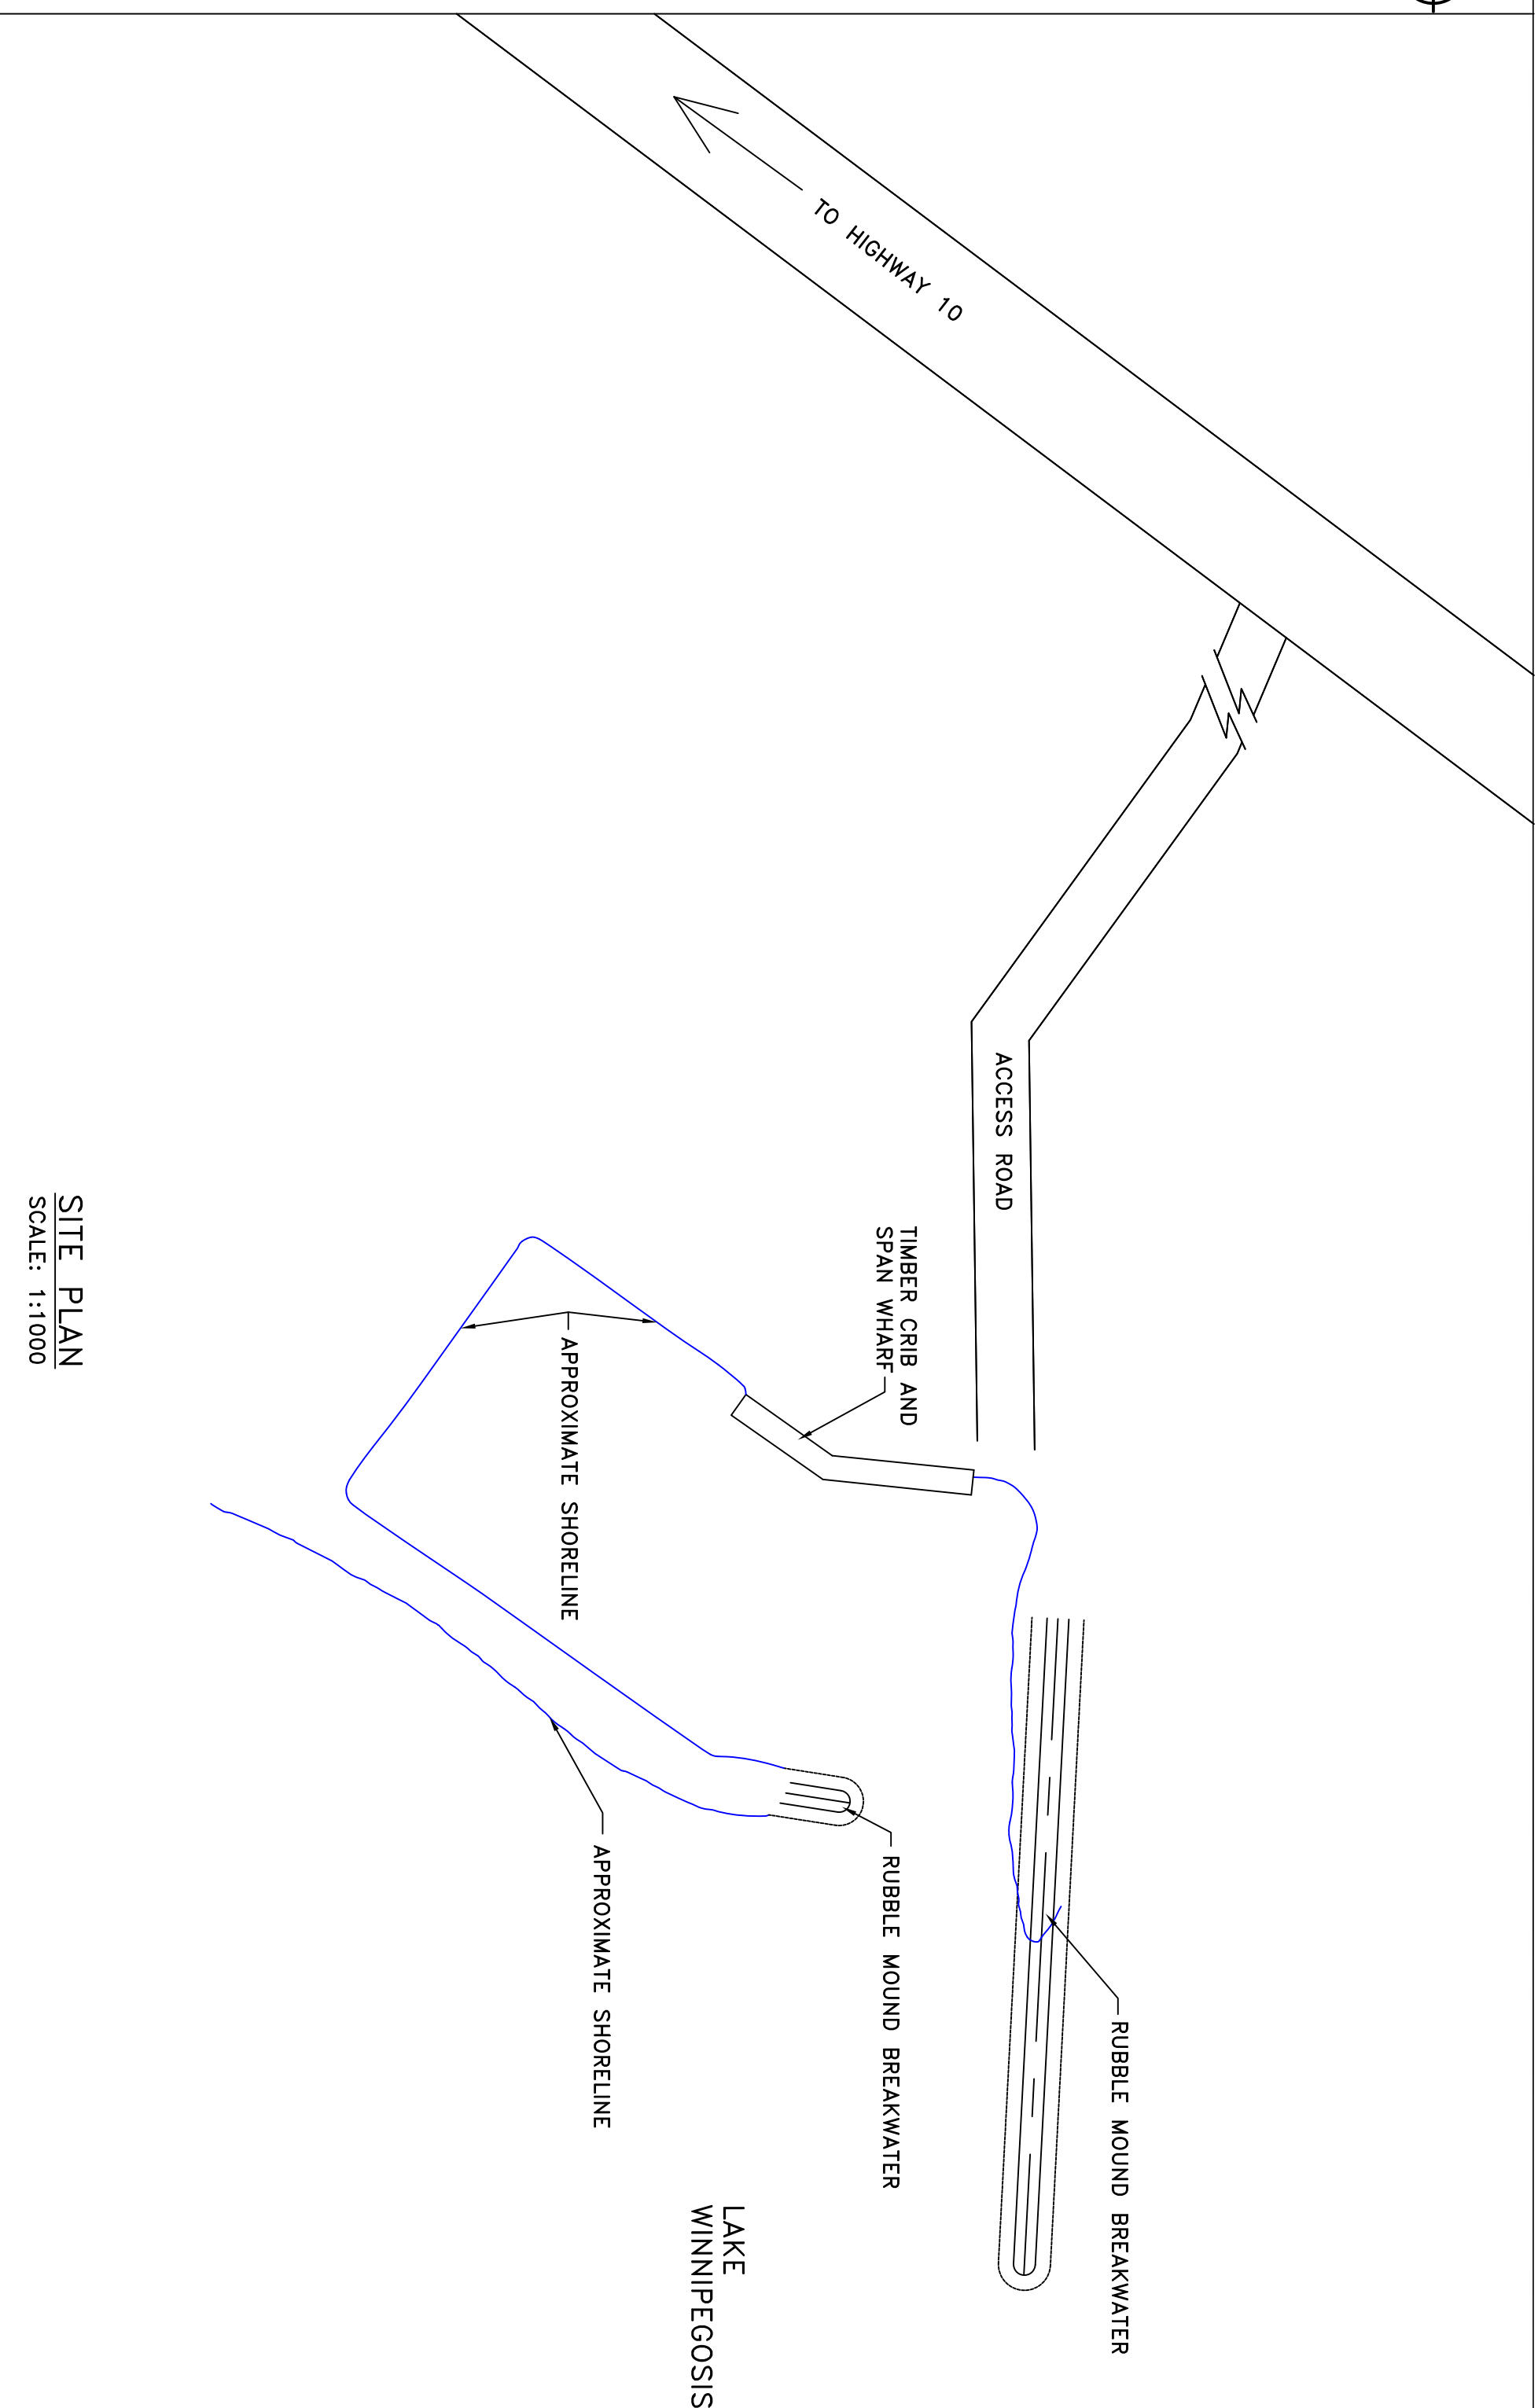 TO HIGHWAY 10
ACCESS ROAD
TIMBER CRIB AND
SPAN WHARF
RUBBLE MOUND BREAKWATER
RUBBLE MOUND BREAKWATER
APPROXIMATE SHORELINE
APPROXIMATE SHORELINE
LAKE
WINNIPEGOSIS
SITE PLAN
SCALE: 1:1000